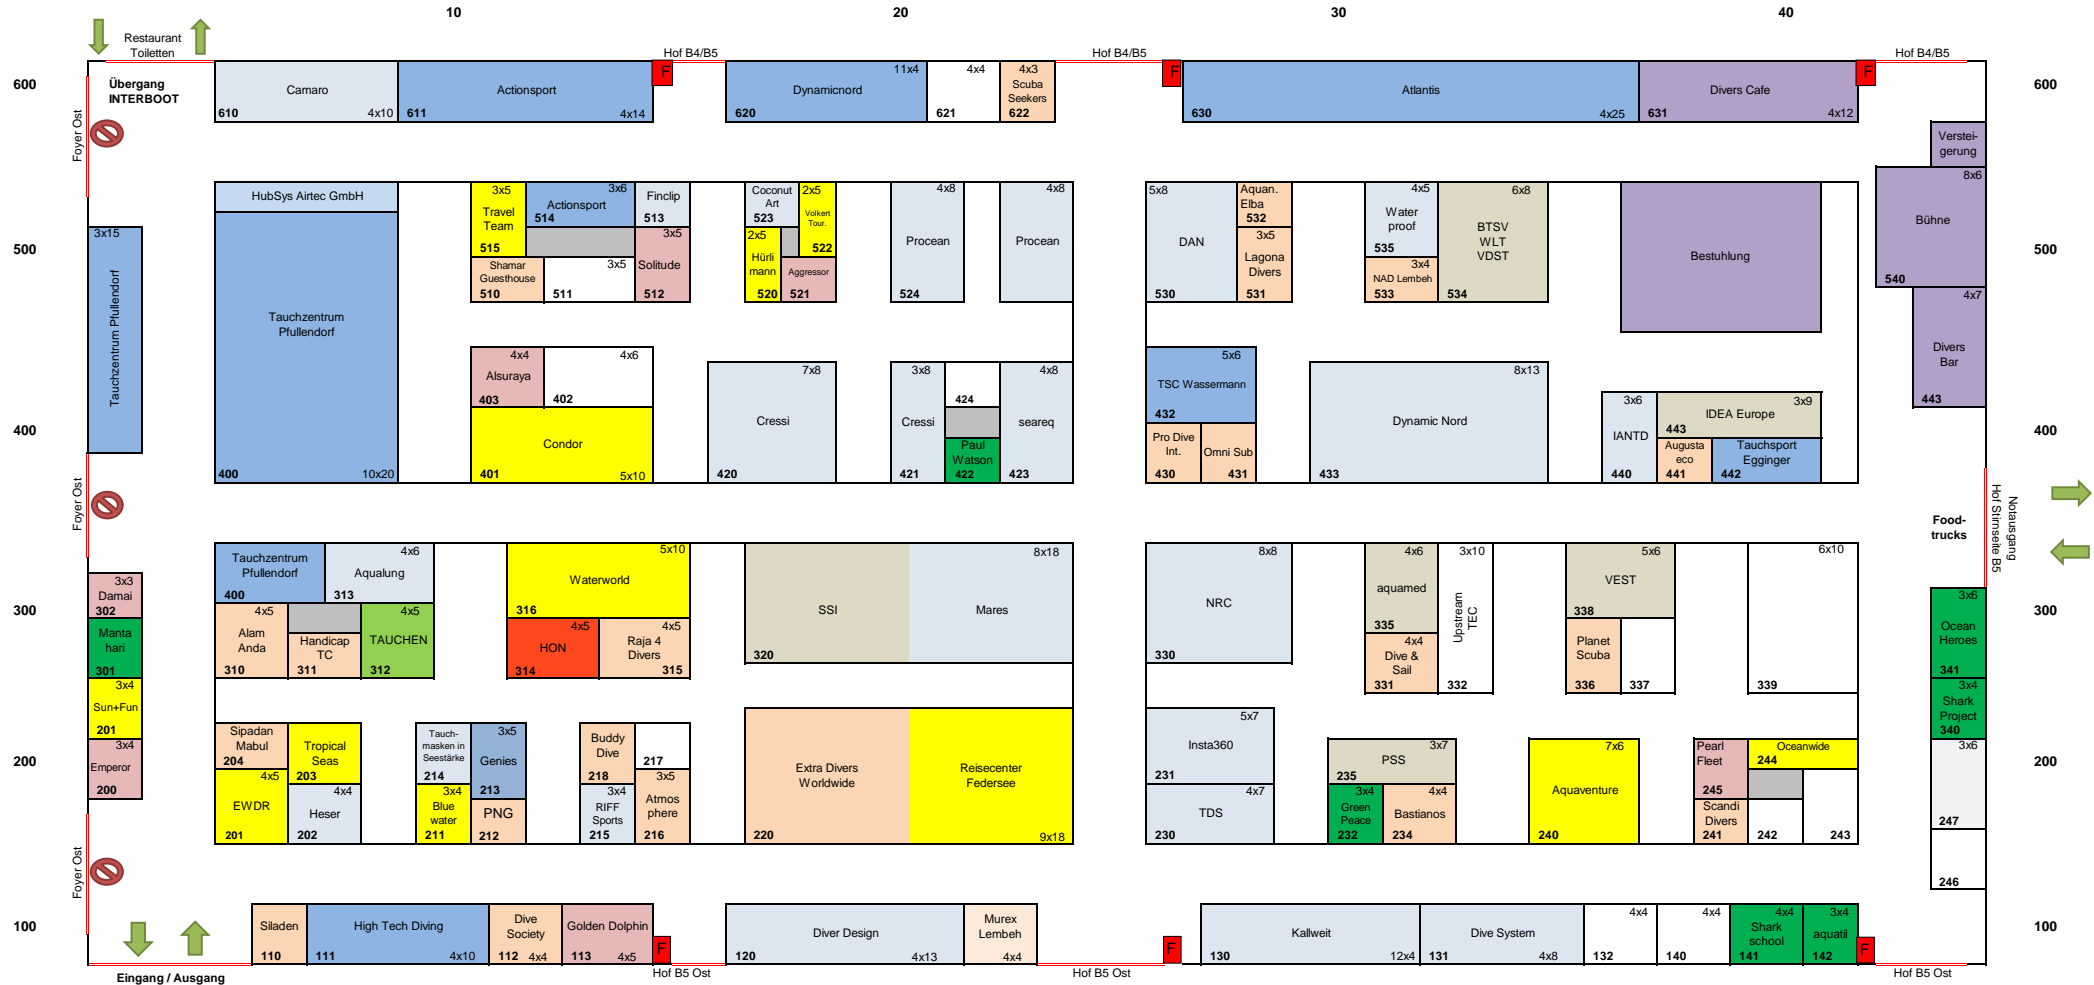 10
20
30
40
Restaurant
Toiletten
Hof B4/B5
Hof B4/B5
Hof B4/B5
600
Übergang
INTERBOOT
Foyer Ost
Camaro
610
4x10
Actionsport
611
4x14
F
11x4
Dynamicnord
620
4x4
621
4x3
Scuba
Seekers
622
F
Atlantis
630
4x25
Divers Cafe
631
4x12
F
600
Verstei-
gerung
8x6
Bühne
540
4x7
Divers
Bar
443
500
3x15
Tauchzentrum Pfullendorf
HubSys Airtec GmbH
Tauchzentrum
Pfullendorf
400
10x20
3x5
Travel
Team
515
3x6
Actionsport
514
Finclip
513
Shamar
Guesthouse
510
3x5
511
3x5
Solitude
512
Coconut
Art
523
2x5
Volkert
Tour.
522
2x5
Hürli
mann
520
Aggressor
521
4x8
Procean
524
4x8
Procean
5x8
DAN
530
Aquan.
Elba
532
3x5
Lagona
Divers
531
4x5
Water
proof
535
3x4
NAD Lembeh
533
6x8
BTSV
WLT
VDST
534
Bestuhlung
500
400
Foyer Ost
4x4
Alsuraya
403
4x6
402
Condor
401
5x10
7x8
Cressi
420
3x8
Cressi
421
424
Paul
Watson
422
4x8
seareq
423
5x6
TSC Wassermann
432
Pro Dive
Int.
430
Omni Sub
431
8x13
Dynamic Nord
433
3x6
IANTD
440
3x9
IDEA Europe
443
Augusta
eco
441
Tauchsport
Egginger
442
400
Food-
trucks
Notausgang
Hof Stirnseite B5
300
3x3
Damai
302
Manta
hari
301
3x4
Sun+Fun
201
3x4
Emperor
200
Tauchzentrum
Pfullendorf
400
4x6
Aqualung
313
4x5
Alam
Anda
310
Handicap
TC
311
4x5
TAUCHEN
312
5x10
Waterworld
316
4x5
HON
314
4x5
Raja 4
Divers
315
SSI
320
8x18
Mares
8x8
NRC
330
4x6
aquamed
335
4x4
Dive &
Sail
331
3x10
Upstream
TEC
332
5x6
VEST
338
Planet
Scuba
336
337
6x10
339
3x6
Ocean
Heroes
341
3x4
Shark
Project
340
3x6
247
246
300
200
Sipadan
Mabul
204
Tropical
Seas
203
4x5
EWDR
201
4x4
Heser
202
Tauch-
masken in
Seestärke
214
3x5
Genies
213
3x4
Blue
water
211
PNG
212
Buddy
Dive
218
217
3x4
RIFF
Sports
215
3x5
Atmos
phere
216
Extra Divers
Worldwide
220
Reisecenter
Federsee
9x18
5x7
Insta360
231
4x7
TDS
230
3x7
PSS
235
3x4
Green
Peace
232
4x4
Bastianos
234
7x6
Aquaventure
240
Pearl
Fleet
245
Oceanwide
244
Scandi
Divers
241
242
243
200
Foyer Ost
100
Siladen
110
High Tech Diving
111
4x10
Dive
Society
112
4x4
Golden Dolphin
113
4x5
F
Diver Design
120
4x13
Murex
Lembeh
4x4
F
Kallweit
130
12x4
Dive System
131
4x8
4x4
132
4x4
140
4x4
Shark
school
141
3x4
aquatil
142
F
100
Eingang / Ausgang
Hof B5 Ost
Hof B5 Ost
Hof B5 Ost